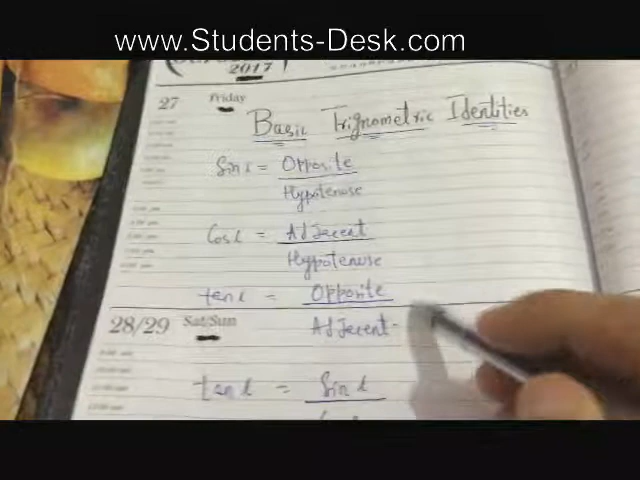 www.Students-Desk.com
2017
27 Friday
Basic Trignometric Identities
Sin x = Opposite
Hypotenuse
Cos x = Adjacent
Hypotenuse
tan x = Opposite
28/29 Sat/Sun
Adjacent
tan x = Sin x